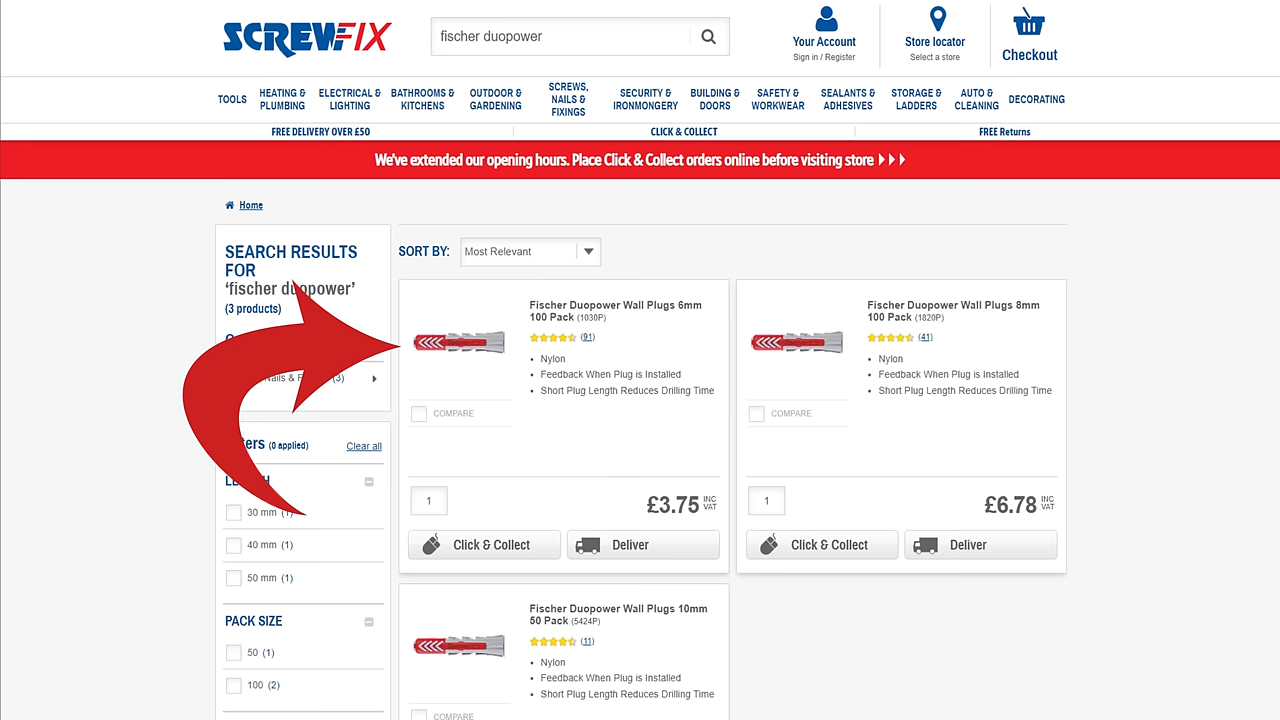 SCREWFIX
fischer duopower
Your Account
Sign in / Register
Store locator
Select a store
Checkout
TOOLS
HEATING &
PLUMBING
ELECTRICAL &
LIGHTING
BATHROOMS &
KITCHENS
OUTDOOR &
GARDENING
SCREWS,
NAILS &
FIXINGS
SECURITY &
IRONMONGERY
BUILDING &
DOORS
SAFETY &
WORKWEAR
SEALANTS &
ADHESIVES
STORAGE &
LADDERS
AUTO &
CLEANING
DECORATING
FREE DELIVERY OVER £50
CLICK & COLLECT
FREE Returns
We've extended our opening hours. Place Click & Collect orders online before visiting store
Home
SEARCH RESULTS
FOR
‘fischer duopower’
(3 products)
Nails & (3)
(0 applied)
Clear all
30 mm (1)
40 mm (1)
50 mm (1)
PACK SIZE
50 (1)
100 (2)
SORT BY:
Most Relevant
Fischer Duopower Wall Plugs 6mm
100 Pack (1030P)
(91)
Nylon
Feedback When Plug is Installed
Short Plug Length Reduces Drilling Time
COMPARE
1
£3.75 INC
VAT
Click & Collect
Deliver
Fischer Duopower Wall Plugs 8mm
100 Pack (1820P)
(41)
Nylon
Feedback When Plug is Installed
Short Plug Length Reduces Drilling Time
COMPARE
1
£6.78 INC
VAT
Click & Collect
Deliver
Fischer Duopower Wall Plugs 10mm
50 Pack (5424P)
(11)
Nylon
Feedback When Plug is Installed
Short Plug Length Reduces Drilling Time
COMPARE